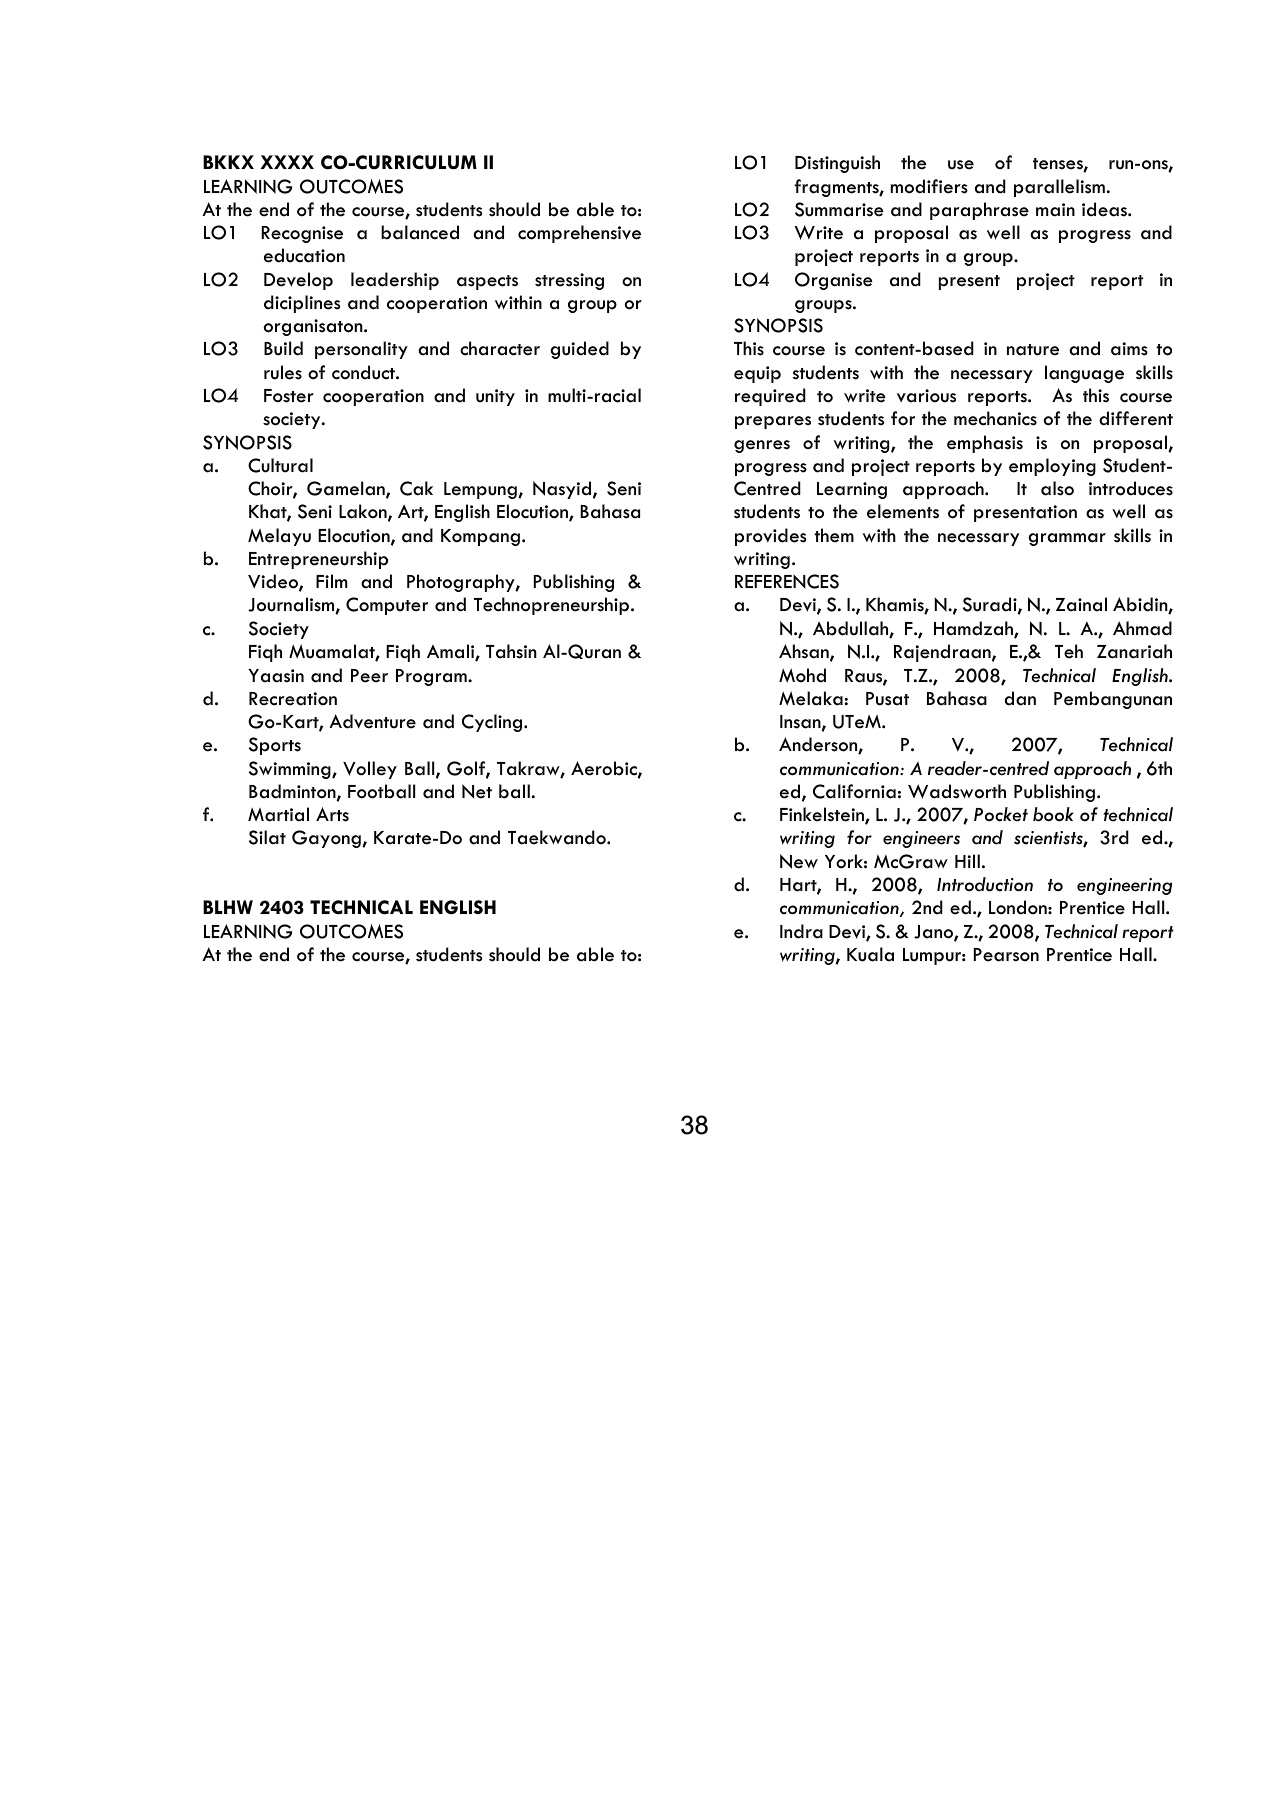 BKKX XXXX CO-CURRICULUM II
LEARNING OUTCOMES
At the end of the course, students should be able to:
LO1 Recognise a balanced and comprehensive
education
LO2 Develop leadership aspects stressing on
diciplines and cooperation within a group or
organisaton.
LO3 Build personality and character guided by
rules of conduct.
LO4 Foster cooperation and unity in multi-racial
society.
SYNOPSIS
a. Cultural
Choir, Gamelan, Cak Lempung, Nasyid, Seni
Khat, Seni Lakon, Art, English Elocution, Bahasa
Melayu Elocution, and Kompang.
b. Entrepreneurship
Video, Film and Photography, Publishing &
Journalism, Computer and Technopreneurship.
c. Society
Fiqh Muamalat, Fiqh Amali, Tahsin Al-Quran &
Yaasin and Peer Program.
d. Recreation
Go-Kart, Adventure and Cycling.
e. Sports
Swimming, Volley Ball, Golf, Takraw, Aerobic,
Badminton, Football and Net ball.
f. Martial Arts
Silat Gayong, Karate-Do and Taekwando.
BLHW 2403 TECHNICAL ENGLISH
LEARNING OUTCOMES
At the end of the course, students should be able to:
LO1 Distinguish the use of tenses, run-ons,
fragments, modifiers and parallelism.
LO2 Summarise and paraphrase main ideas.
LO3 Write a proposal as well as progress and
project reports in a group.
LO4 Organise and present project report in
groups.
SYNOPSIS
This course is content-based in nature and aims to
equip students with the necessary language skills
required to write various reports. As this course
prepares students for the mechanics of the different
genres of writing, the emphasis is on proposal,
progress and project reports by employing Student-
Centred Learning approach. It also introduces
students to the elements of presentation as well as
provides them with the necessary grammar skills in
writing.
REFERENCES
a. Devi, S. I., Khamis, N., Suradi, N., Zainal Abidin,
N., Abdullah, F., Hamdzah, N. L. A., Ahmad
Ahsan, N.I., Rajendraan, E.,& Teh Zanariah
Mohd Raus, T.Z., 2008, Technical English.
Melaka: Pusat Bahasa dan Pembangunan
Insan, UTeM.
b. Anderson, P. V., 2007, Technical
communication: A reader-centred approach , 6th
ed, California: Wadsworth Publishing.
c. Finkelstein, L. J., 2007, Pocket book of technical
writing for engineers and scientists, 3rd ed.,
New York: McGraw Hill.
d. Hart, H., 2008, Introduction to engineering
communication, 2nd ed., London: Prentice Hall.
e. Indra Devi, S. & Jano, Z., 2008, Technical report
writing, Kuala Lumpur: Pearson Prentice Hall.
38